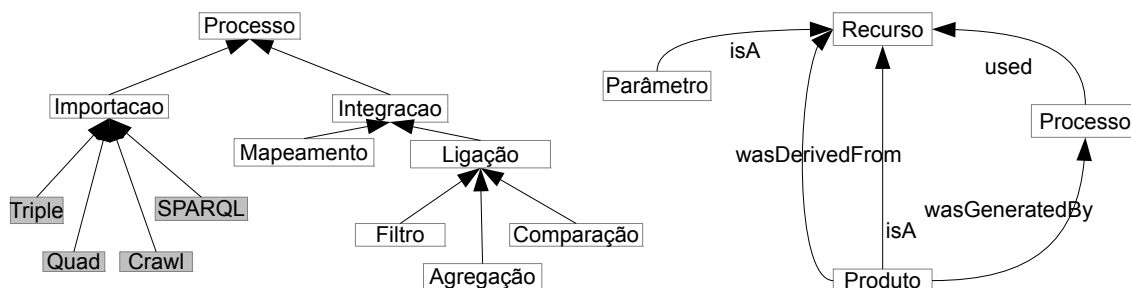 Processo
Importacao
Integracao
Mapeamento
Ligação
Triple
SPARQL
Quad
Crawl
Filtro
Comparação
Agregação
Recurso
isA
Parâmetro
used
Processo
wasDerivedFrom
wasGeneratedBy
isA
Produto